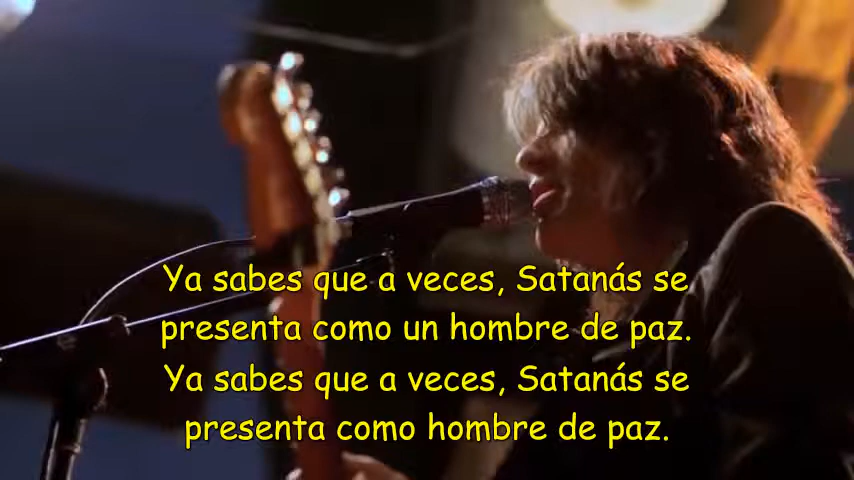 Ya sabes que a veces, Satanás se
presenta como un hombre de paz.
Ya sabes que a veces, Satanás se
presenta como hombre de paz.